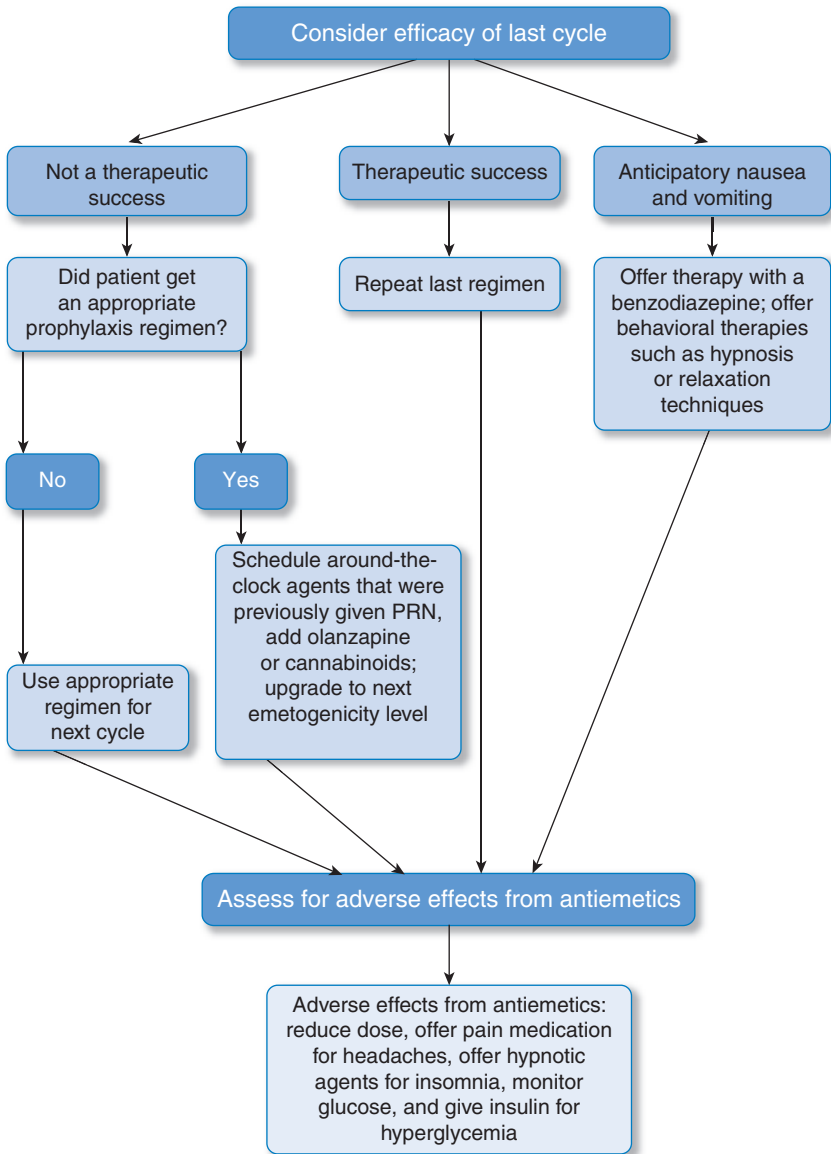 Consider efficacy of last cycle
Not a therapeutic
success
Therapeutic success
Anticipatory nausea
and vomiting
Did patient get
an appropriate
prophylaxis regimen?
Repeat last regimen
Offer therapy with a
benzodiazepine; offer
behavioral therapies
such as hypnosis
or relaxation
techniques
No
Yes
Schedule around-the-
clock agents that were
previously given PRN,
add olanzapine
or cannabinoids;
upgrade to next
emetogenicity level
Use appropriate
regimen for
next cycle
Assess for adverse effects from antiemetics
Adverse effects from antiemetics:
reduce dose, offer pain medication
for headaches, offer hypnotic
agents for insomnia, monitor
glucose, and give insulin for
hyperglycemia